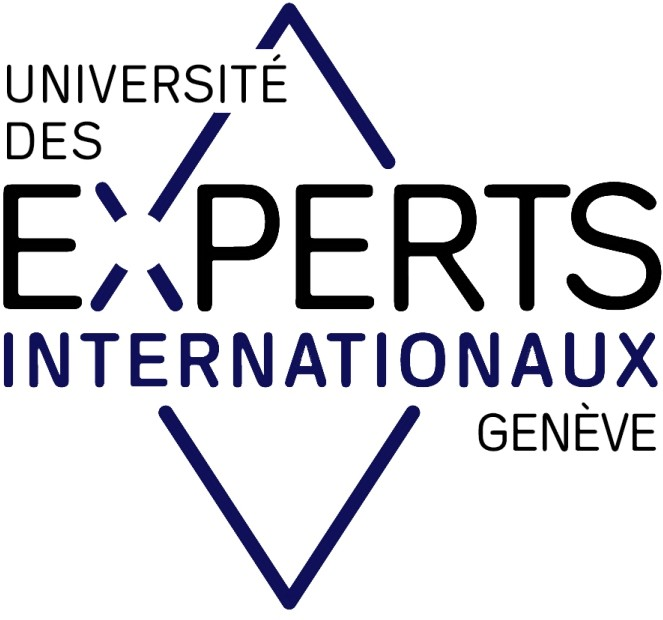 UNIVERSITÉ
DES
EXPERTS
INTERNATIONAUX
GENÈVE